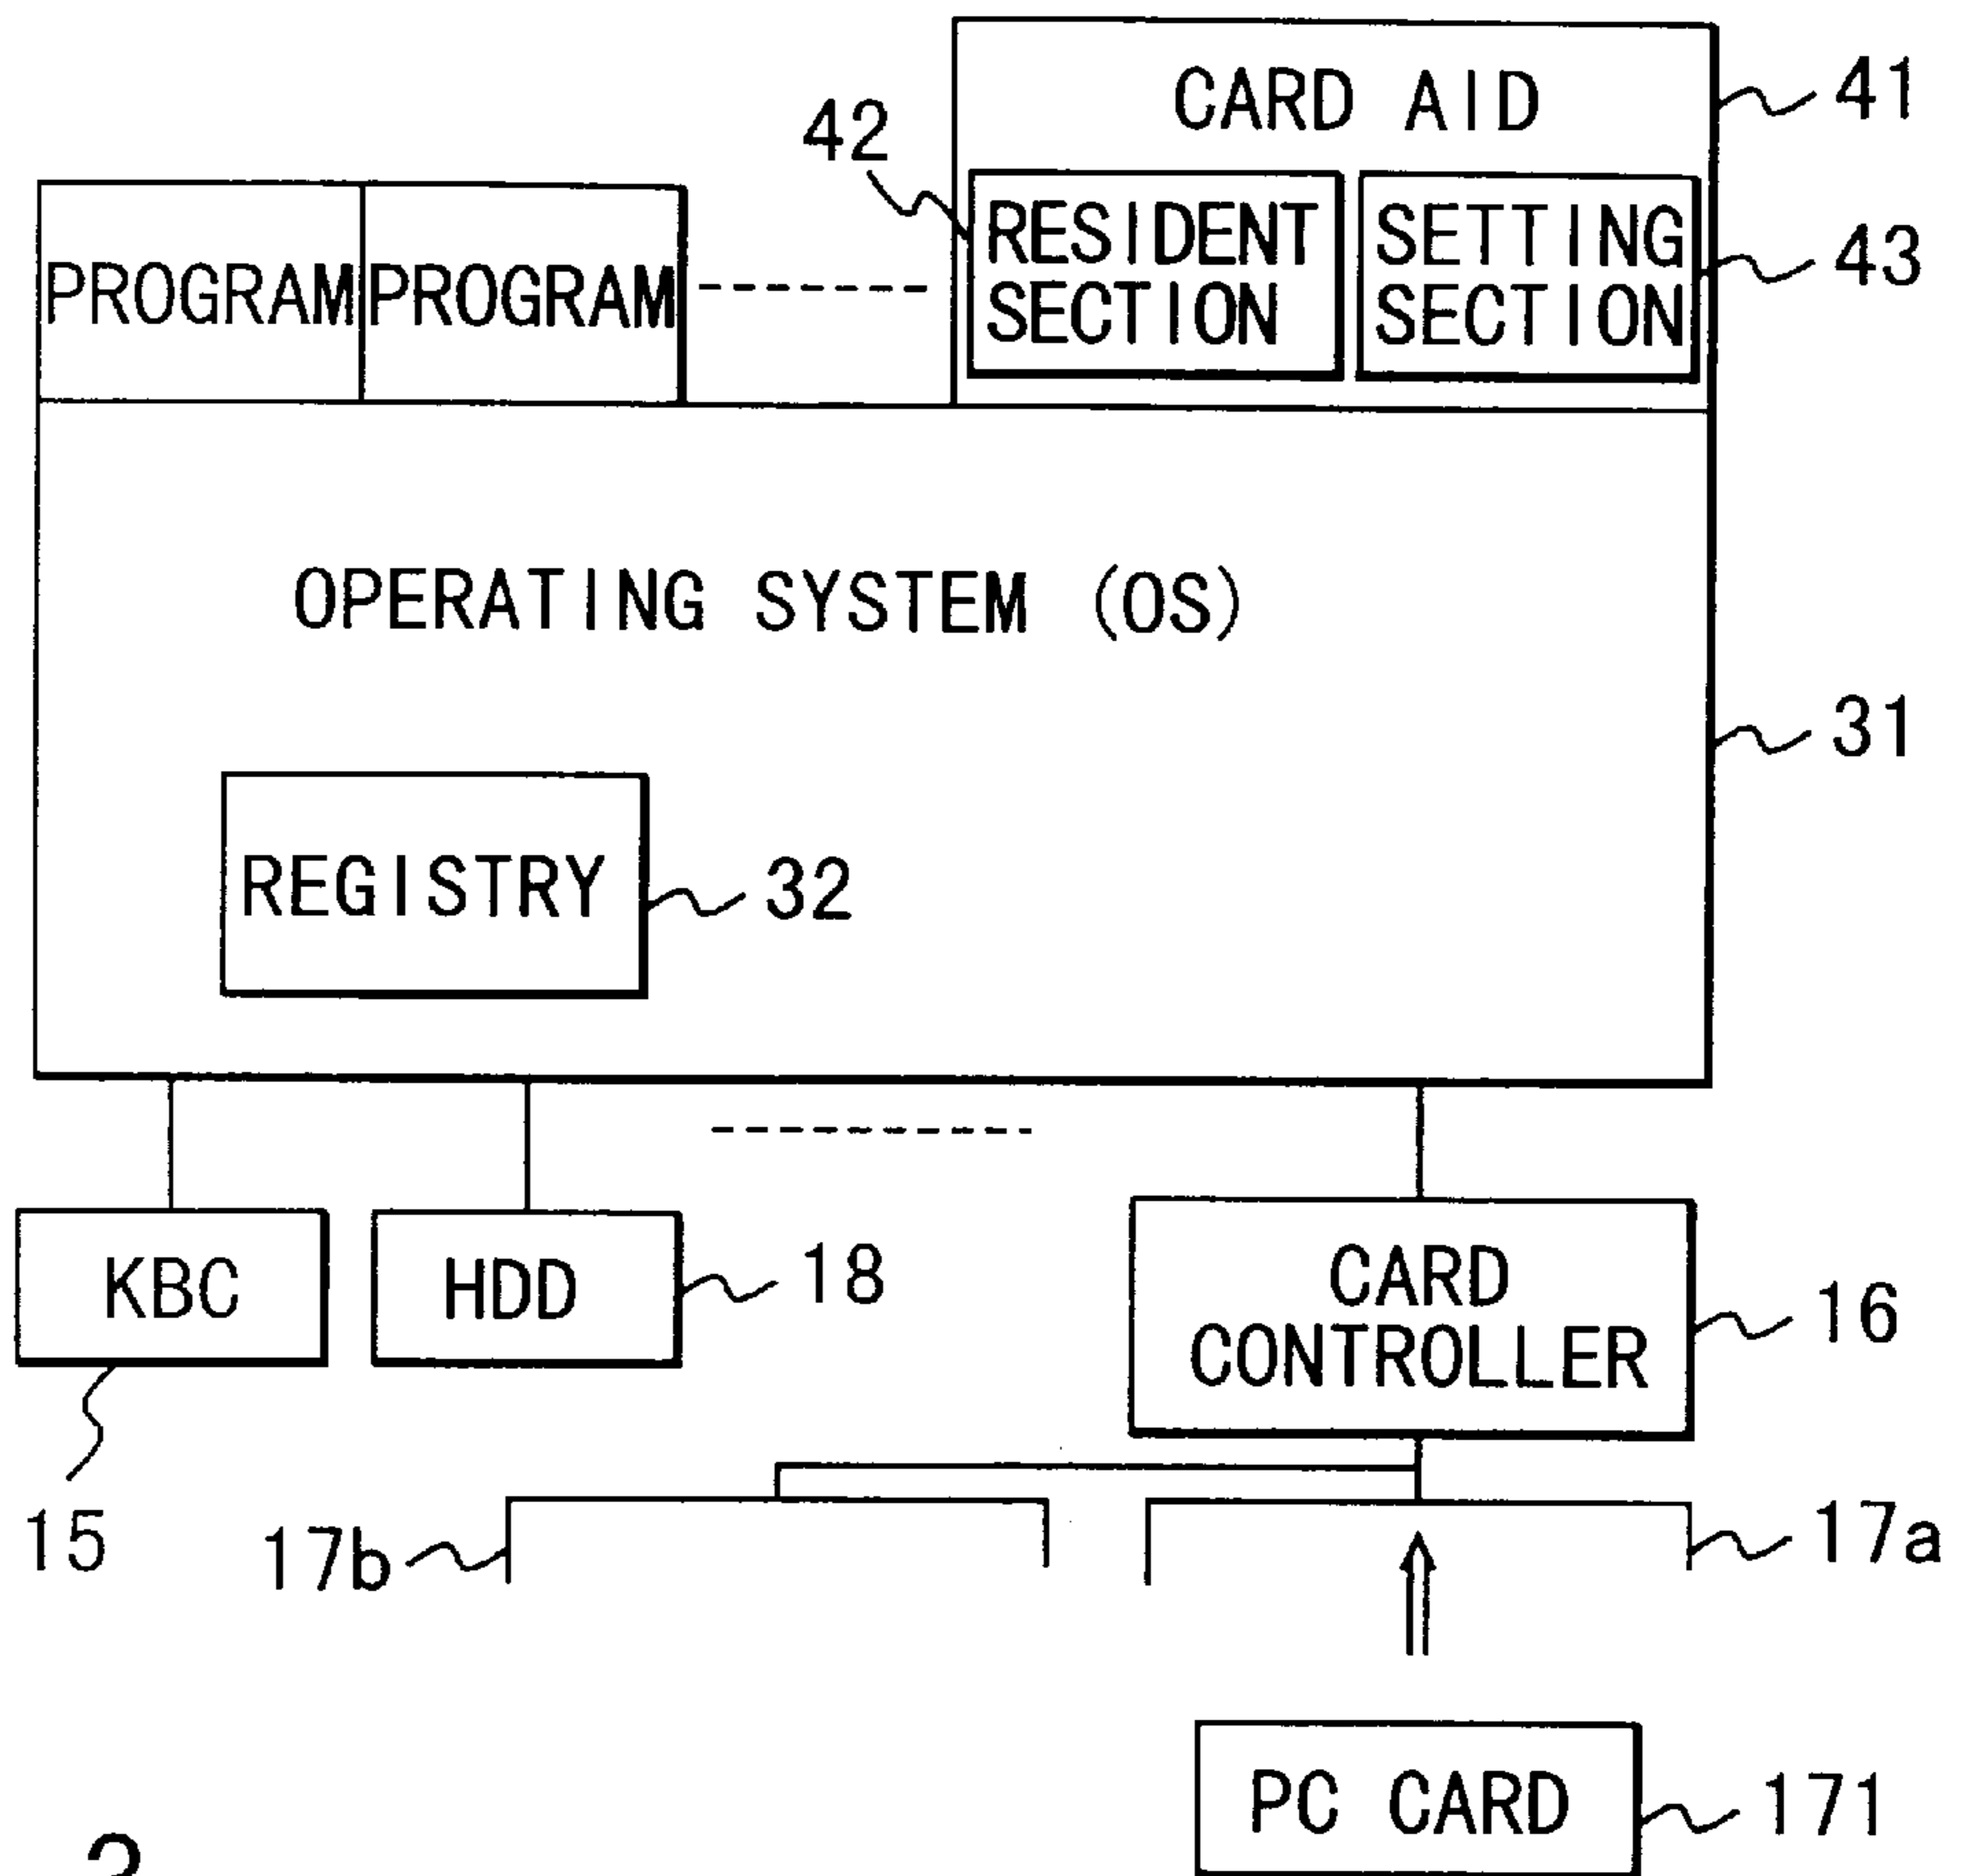 CARD AID
41
42
RESIDENT
SECTION
SETTING
SECTION
43
PROGRAM
PROGRAM
OPERATING SYSTEM (OS)
31
REGISTRY
32
KBC
HDD
18
CARD
CONTROLLER
16
15
17b
17a
PC CARD
171